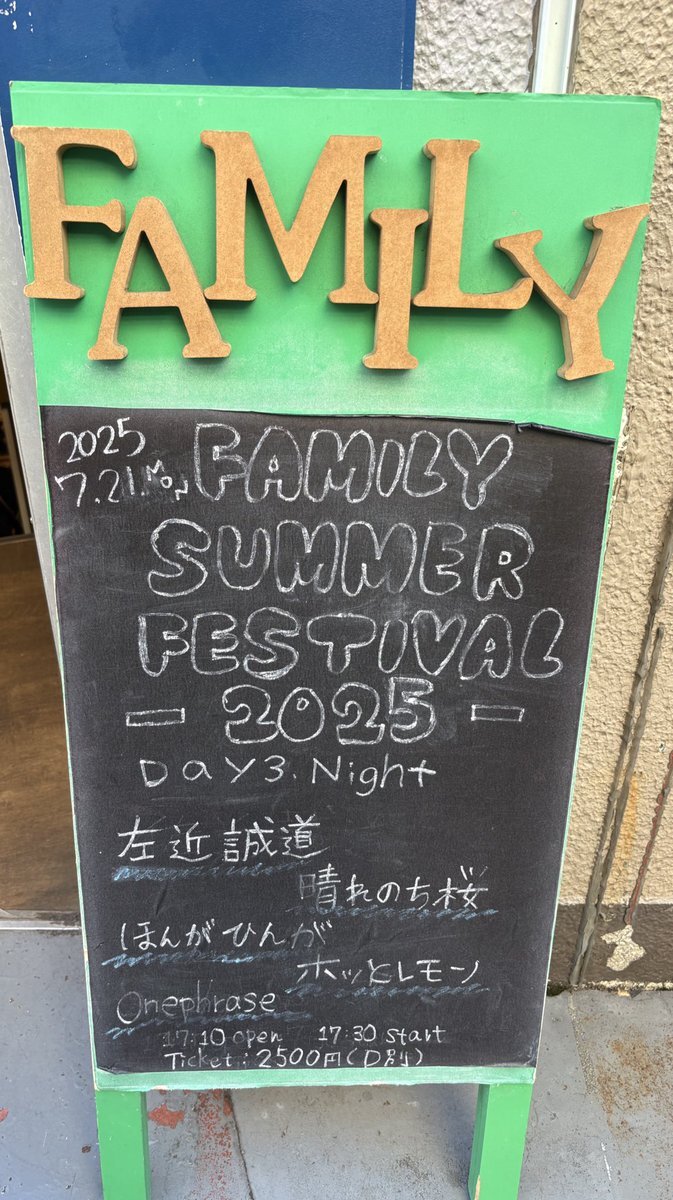 FAMILY
2025
7.21.MON
FAMILY
SUMMER
FESTIVAL
- 2025 -
Day3.Night
左近誠道
晴れのち桜
ほんがひんが
ホッとレモン
Onephrase
17:10 open 17:30 start
Ticket:2500円(D別)